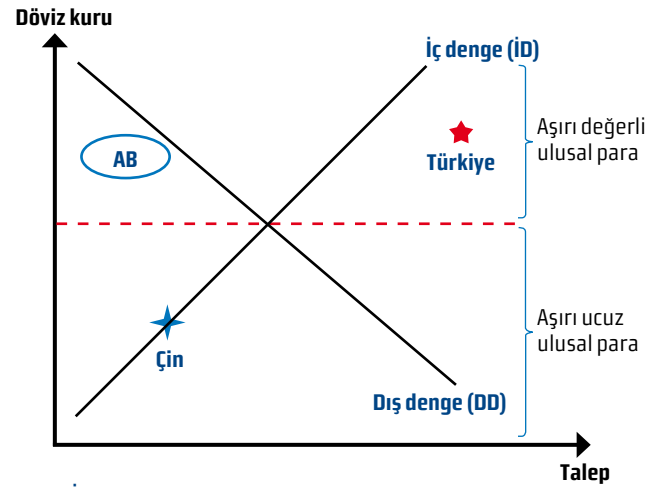 Döviz kuru
İç denge (İD)
Aşırı değerli
ulusal para
AB
Türkiye
Aşırı ucuz
ulusal para
Çin
Dış denge (DD)
Talep